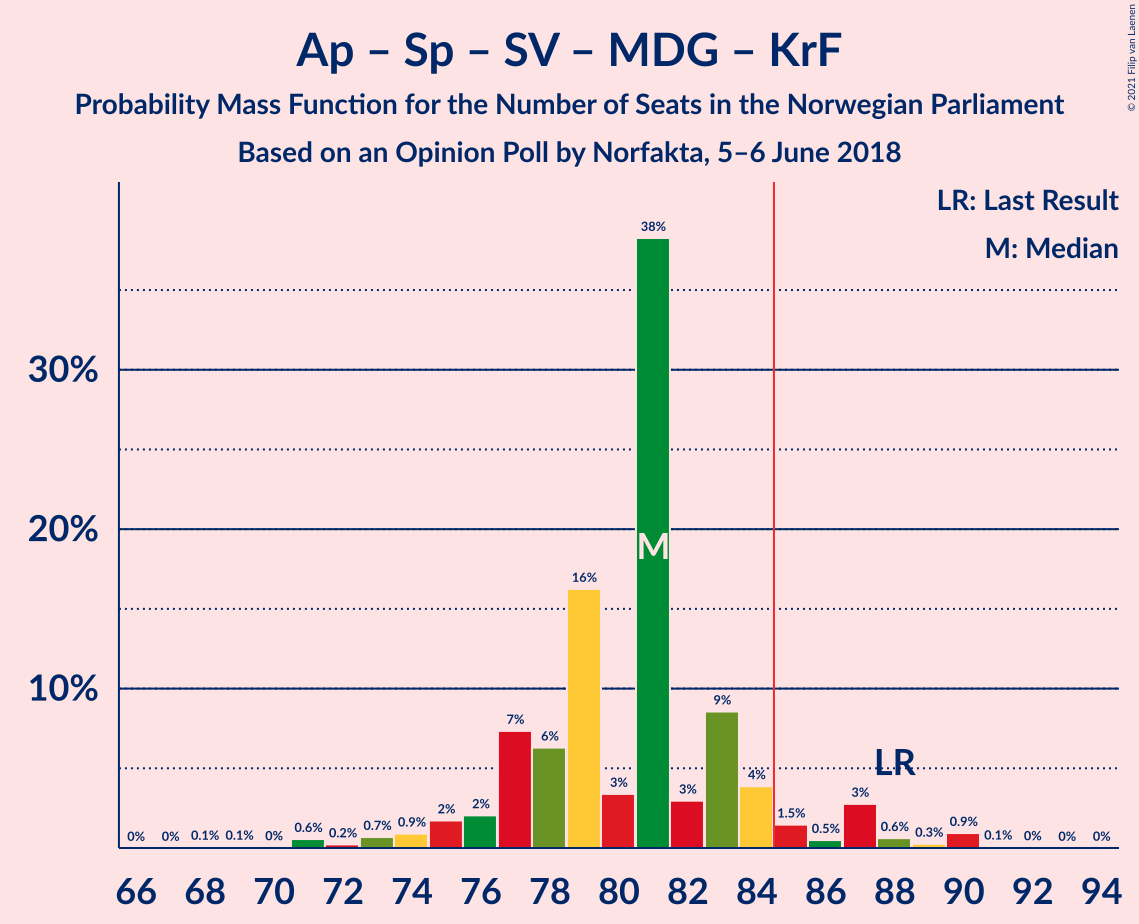 Ap – Sp – SV – MDG – KrF
Probability Mass Function for the Number of Seats in the Norwegian Parliament
Based on an Opinion Poll by Norfakta, 5–6 June 2018
© 2021 Filip van Laenen
LR: Last Result
M: Median
38%
30%
20%
M
16%
10%
9%
7%
6%
LR
4%
0% 0% 0.1% 0.1% 0% 0.6% 0.2% 0.7% 0.9% 2% 2% 3% 3% 1.5% 0.5% 3% 0.6% 0.3% 0.9% 0.1% 0% 0% 0%
66 68 70 72 74 76 78 80 82 84 86 88 90 92 94